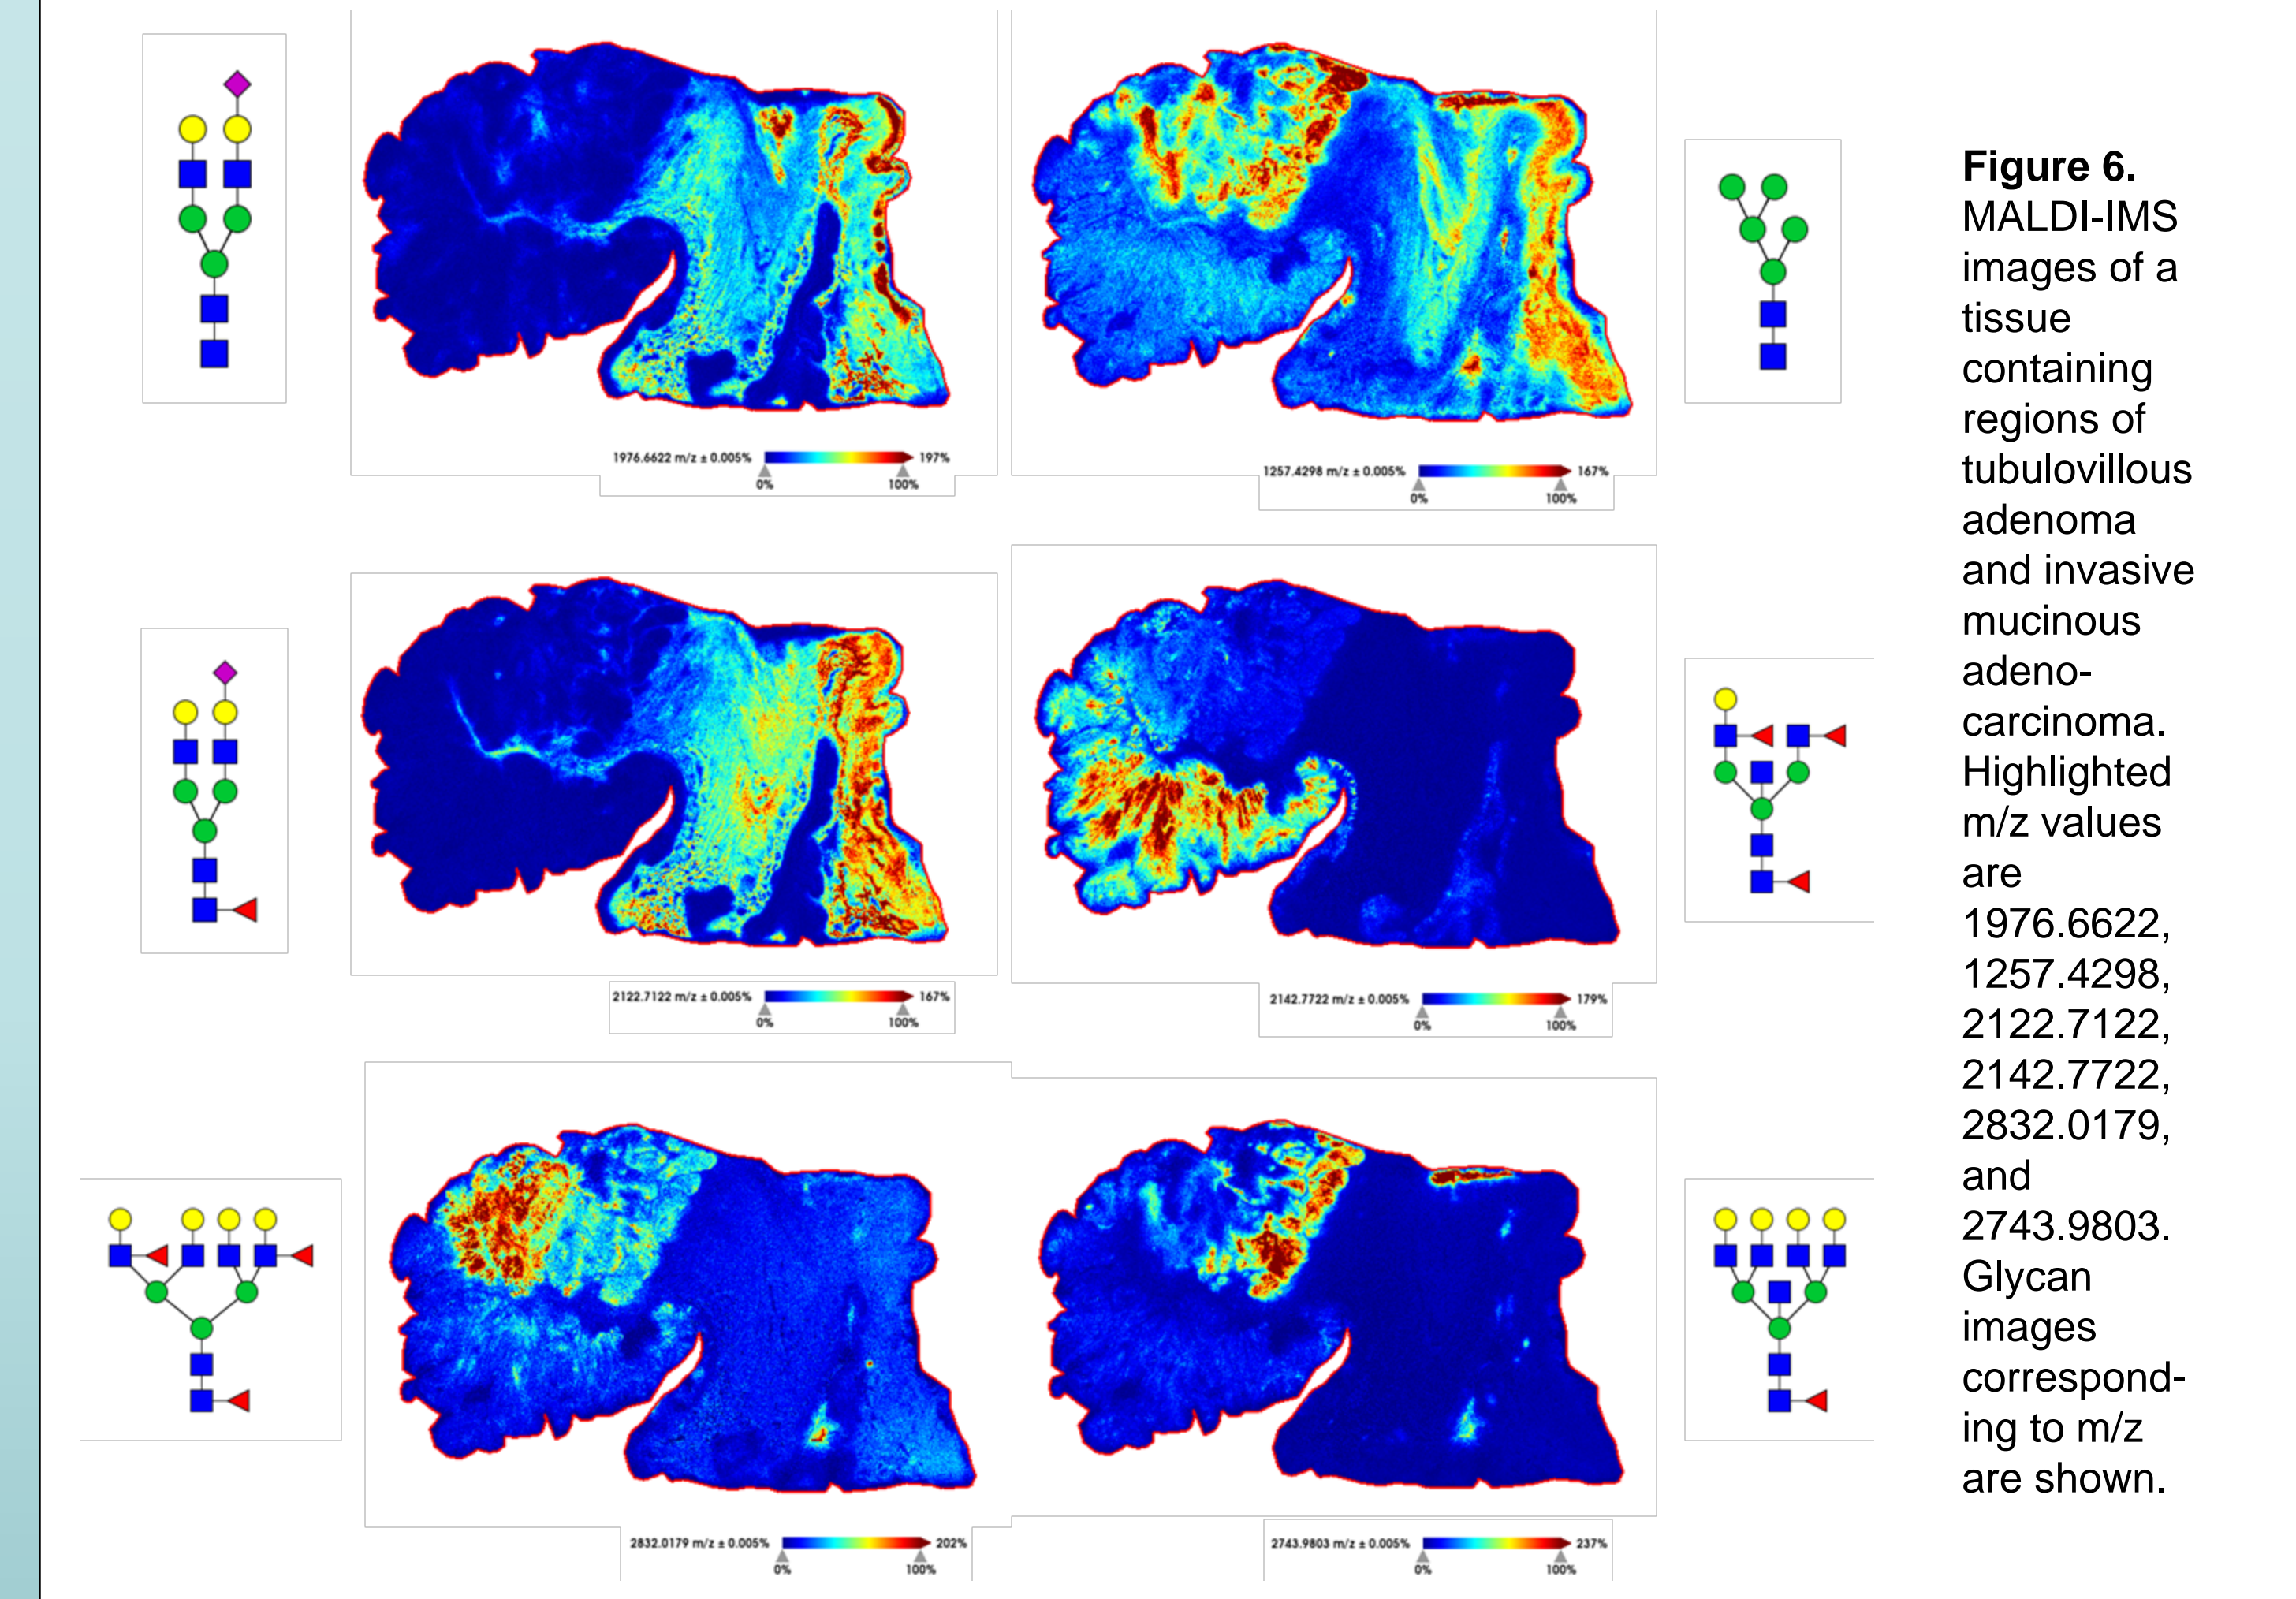 1976.6622 m/z ± 0.005%
197%
0%
100%
1257.4298 m/z ± 0.005%
167%
0%
100%
2122.7122 m/z ± 0.005%
167%
0%
100%
2142.7722 m/z ± 0.005%
179%
0%
100%
2832.0179 m/z ± 0.005%
202%
0%
100%
2743.9803 m/z ± 0.005%
237%
0%
100%
Figure 6.
MALDI-IMS
images of a
tissue
containing
regions of
tubulovillous
adenoma
and invasive
mucinous
adeno-
carcinoma.
Highlighted
m/z values
are
1976.6622,
1257.4298,
2122.7122,
2142.7722,
2832.0179,
and
2743.9803.
Glycan
images
correspond-
ing to m/z
are shown.